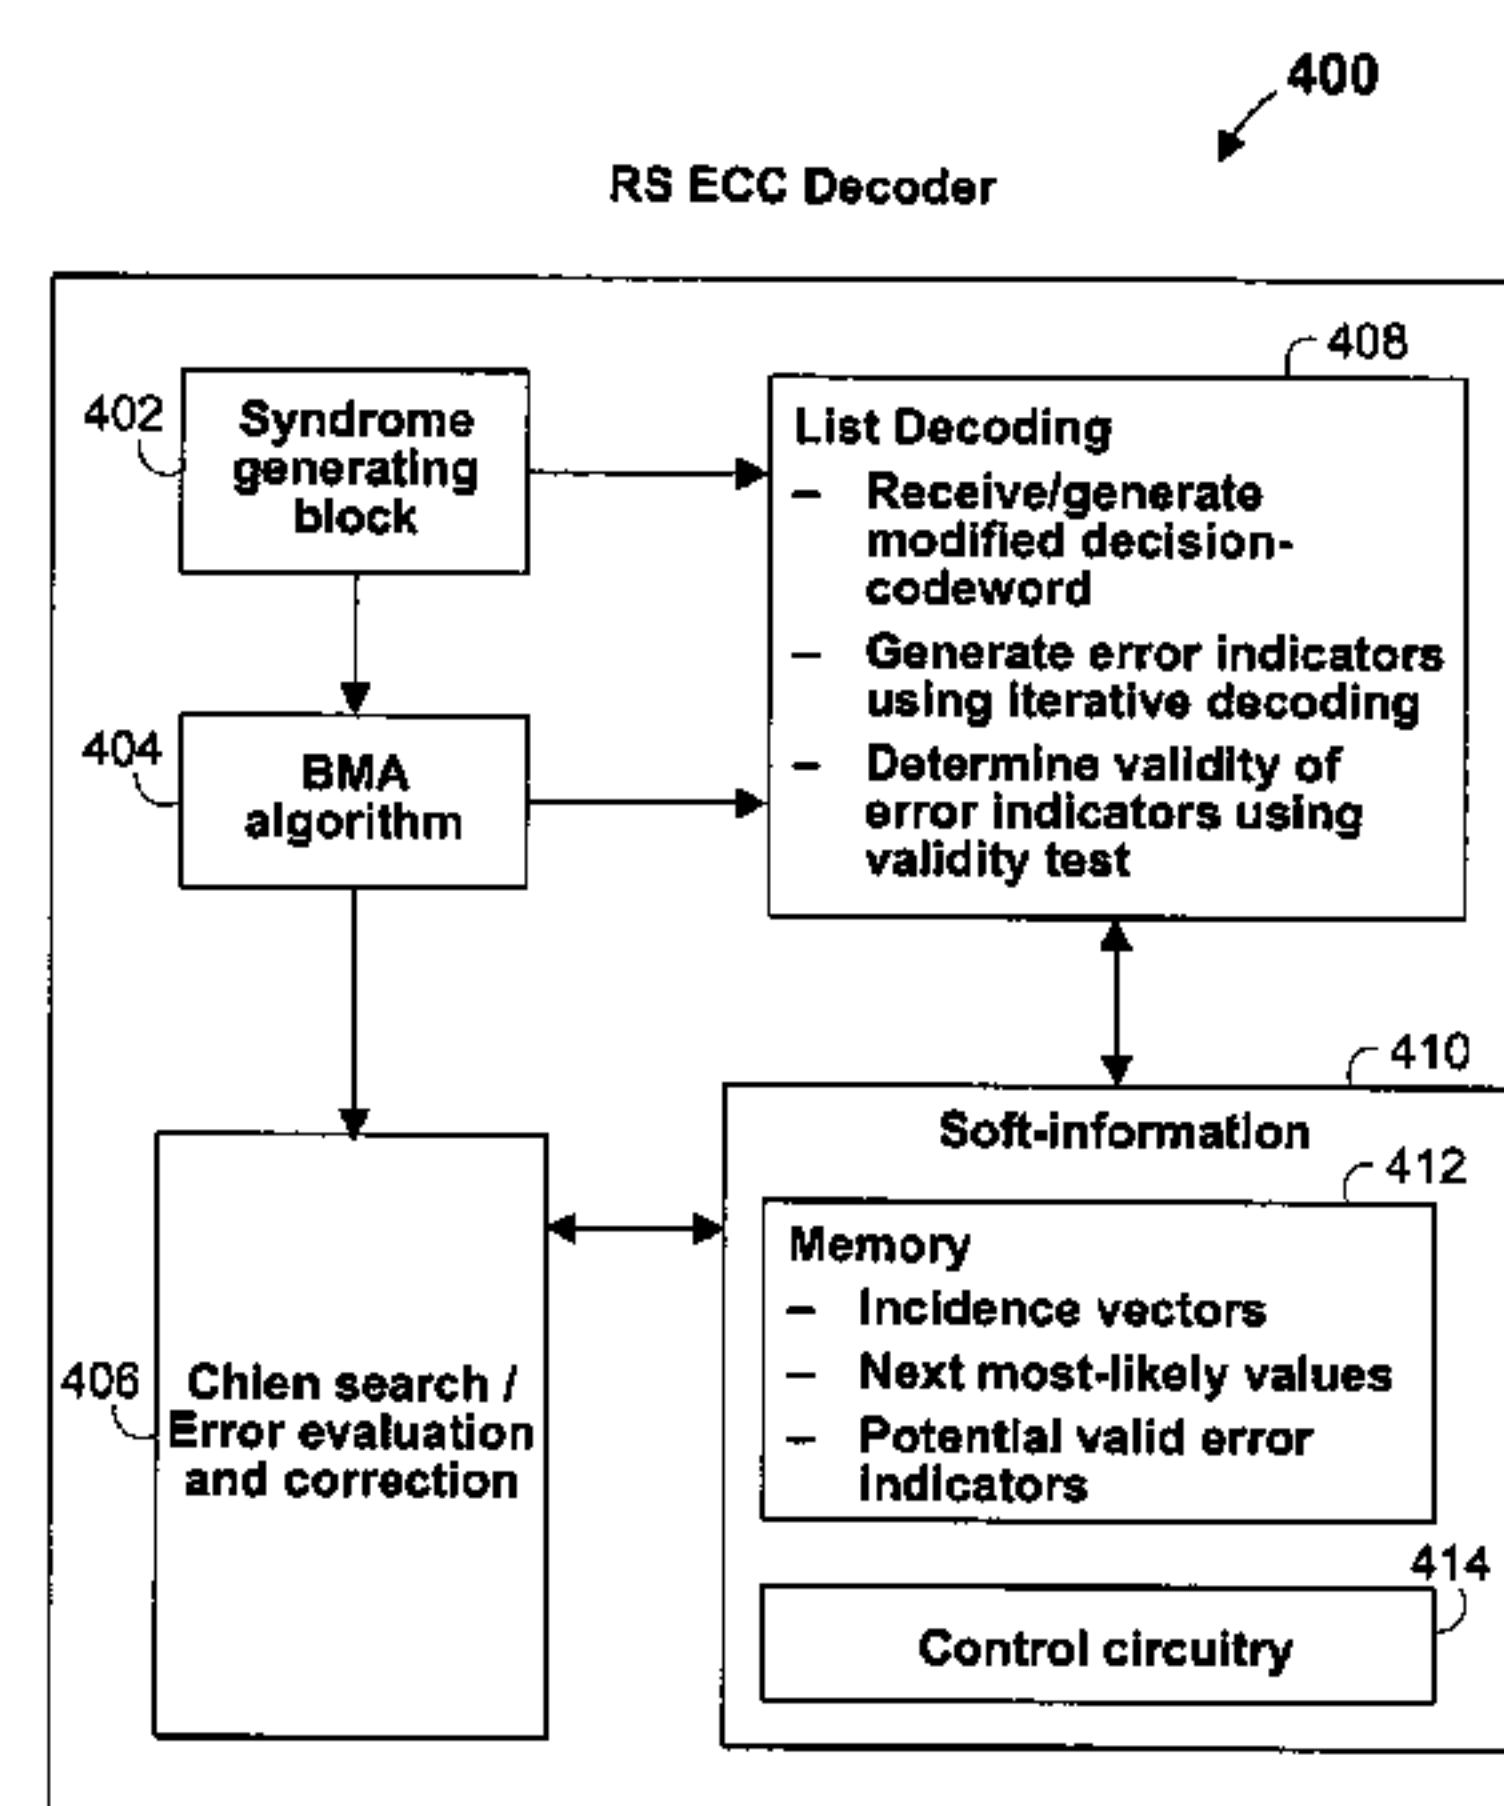 400
RS ECC Decoder
402
Syndrome
generating
block
404
BMA
algorithm
406
Chien search /
Error evaluation
and correction
408
List Decoding
– Receive/generate
modified decision-
codeword
– Generate error indicators
using iterative decoding
– Determine validity of
error indicators using
validity test
410
Soft-information
412
Memory
– Incidence vectors
– Next most-likely values
– Potential valid error
indicators
414
Control circuitry